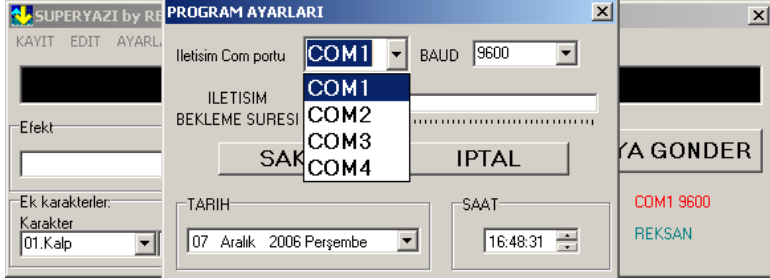 SUPERYAZI by RE
KAYIT EDIT AYARL
Efekt
Ek karakterler:
Karakter
01.Kalp
PROGRAM AYARLARI
Iletisim Com portu COM1 BAUD 9600
COM1
COM2
COM3
COM4
ILETISIM
BEKLEME SURESI
SAK IPTAL
TARIH
07 Aralık 2006 Perşembe
SAAT
16:48:31
YA GONDER
COM1 9600
REKSAN